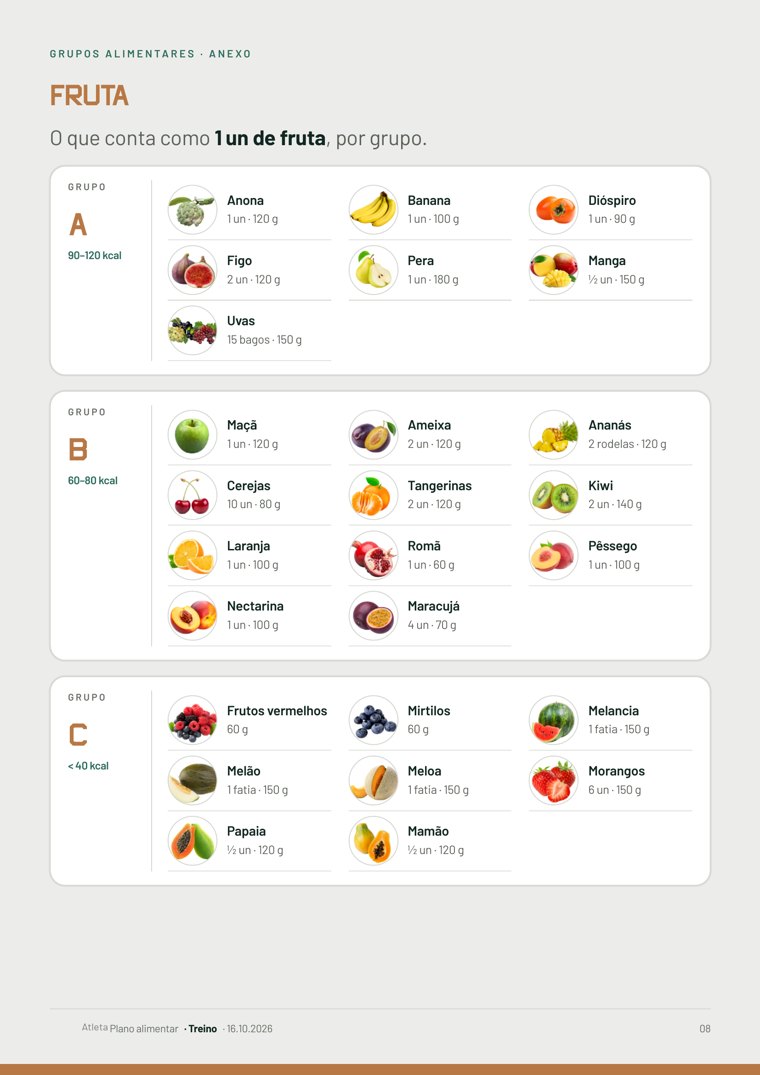 GRUPOS ALIMENTARES · ANEXO
FRUTA
O que conta como 1 un de fruta, por grupo.
GRUPO
A
90–120 kcal
Anona
1 un · 120 g
Banana
1 un · 100 g
Dióspiro
1 un · 90 g
Figo
2 un · 120 g
Pera
1 un · 180 g
Manga
½ un · 150 g
Uvas
15 bagos · 150 g
GRUPO
B
60–80 kcal
Maçã
1 un · 120 g
Ameixa
2 un · 120 g
Ananás
2 rodelas · 120 g
Cerejas
10 un · 80 g
Tangerinas
2 un · 120 g
Kiwi
2 un · 140 g
Laranja
1 un · 100 g
Romã
1 un · 60 g
Pêssego
1 un · 100 g
Nectarina
1 un · 100 g
Maracujá
4 un · 70 g
GRUPO
C
< 40 kcal
Frutos vermelhos
60 g
Mirtilos
60 g
Melancia
1 fatia · 150 g
Melão
1 fatia · 150 g
Meloa
1 fatia · 150 g
Morangos
6 un · 150 g
Papaia
½ un · 120 g
Mamão
½ un · 120 g
Atleta Plano alimentar · Treino · 16.10.2026
08